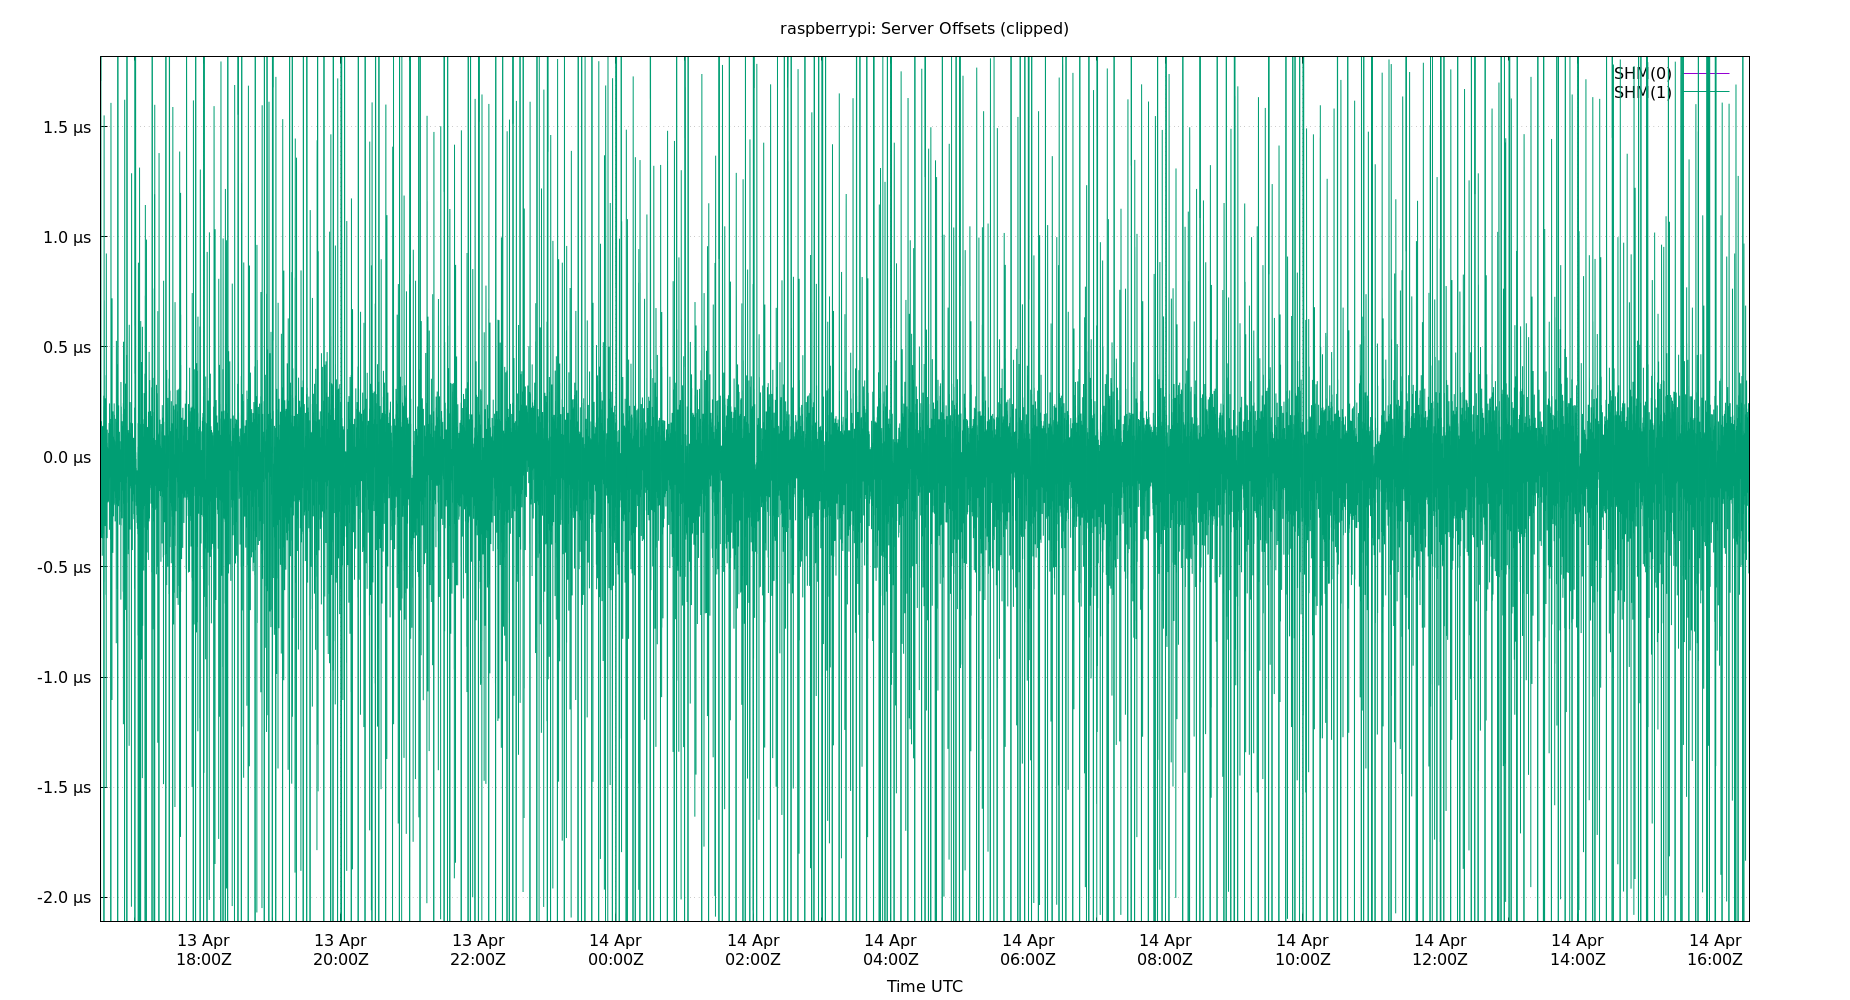 raspberrypi: Server Offsets (clipped)
SHM(0)
SHM(1)
1.5 µs
1.0 µs
0.5 µs
0.0 µs
-0.5 µs
-1.0 µs
-1.5 µs
-2.0 µs
13 Apr 13 Apr 13 Apr 14 Apr 14 Apr 14 Apr 14 Apr 14 Apr 14 Apr 14 Apr 14 Apr 14 Apr
18:00Z 20:00Z 22:00Z 00:00Z 02:00Z 04:00Z 06:00Z 08:00Z 10:00Z 12:00Z 14:00Z 16:00Z
Time UTC